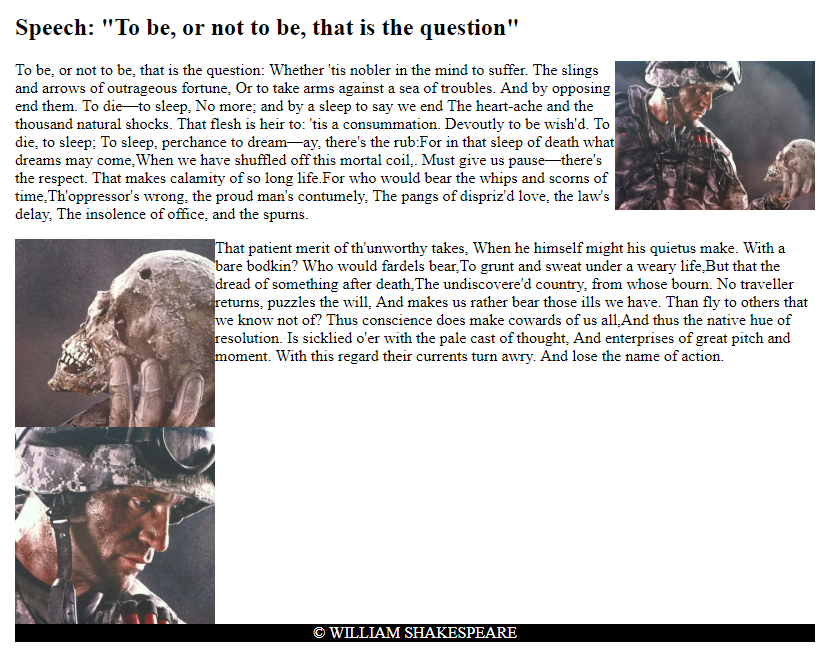 Speech: "To be, or not to be, that is the question"
To be, or not to be, that is the question: Whether 'tis nobler in the mind to suffer. The slings
and arrows of outrageous fortune, Or to take arms against a sea of troubles. And by opposing
end them. To die—to sleep, No more; and by a sleep to say we end The heart-ache and the
thousand natural shocks. That flesh is heir to: 'tis a consummation. Devoutly to be wish'd. To
die, to sleep; To sleep, perchance to dream—ay, there's the rub:For in that sleep of death what
dreams may come,When we have shuffled off this mortal coil,. Must give us pause—there's
the respect. That makes calamity of so long life.For who would bear the whips and scorns of
time,Th'oppressor's wrong, the proud man's contumely, The pangs of dispriz'd love, the law's
delay, The insolence of office, and the spurns.
That patient merit of th'unworthy takes, When he himself might his quietus make. With a
bare bodkin? Who would fardels bear,To grunt and sweat under a weary life,But that the
dread of something after death,The undiscovere'd country, from whose bourn. No traveller
returns, puzzles the will, And makes us rather bear those ills we have. Than fly to others that
we know not of? Thus conscience does make cowards of us all,And thus the native hue of
resolution. Is sicklied o'er with the pale cast of thought, And enterprises of great pitch and
moment. With this regard their currents turn awry. And lose the name of action.
© WILLIAM SHAKESPEARE